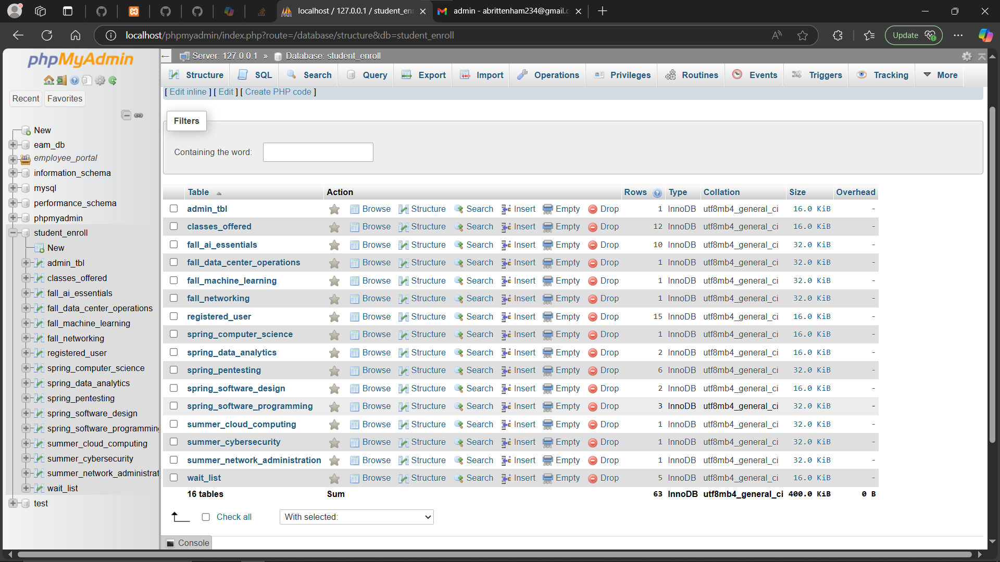 localhost / 127.0.0.1 / student_enr
admin - abrittenham234@gmail.c
localhost/phpmyadmin/index.php?route=/database/structure&db=student_enroll
Update
phpMyAdmin
Recent Favorites
New
eam_db
employee_portal
information_schema
mysql
performance_schema
phpmyadmin
student_enroll
New
admin_tbl
classes_offered
fall_ai_essentials
fall_data_center_operations
fall_machine_learning
fall_networking
registered_user
spring_computer_science
spring_data_analytics
spring_pentesting
spring_software_design
spring_software_programming
summer_cloud_computing
summer_cybersecurity
summer_network_administrat
wait_list
test
Server: 127.0.0.1 » Database: student_enroll
Structure SQL Search Query Export Import Operations Privileges Routines Events Triggers Tracking More
[ Edit inline ] [ Edit ] [ Create PHP code ]
Filters
Containing the word:
Table Action Rows Type Collation Size Overhead
admin_tbl Browse Structure Search Insert Empty Drop 1 InnoDB utf8mb4_general_ci 16.0 KiB -
classes_offered Browse Structure Search Insert Empty Drop 12 InnoDB utf8mb4_general_ci 16.0 KiB -
fall_ai_essentials Browse Structure Search Insert Empty Drop 10 InnoDB utf8mb4_general_ci 32.0 KiB -
fall_data_center_operations Browse Structure Search Insert Empty Drop 1 InnoDB utf8mb4_general_ci 32.0 KiB -
fall_machine_learning Browse Structure Search Insert Empty Drop 1 InnoDB utf8mb4_general_ci 32.0 KiB -
fall_networking Browse Structure Search Insert Empty Drop 1 InnoDB utf8mb4_general_ci 32.0 KiB -
registered_user Browse Structure Search Insert Empty Drop 15 InnoDB utf8mb4_general_ci 16.0 KiB -
spring_computer_science Browse Structure Search Insert Empty Drop 1 InnoDB utf8mb4_general_ci 16.0 KiB -
spring_data_analytics Browse Structure Search Insert Empty Drop 2 InnoDB utf8mb4_general_ci 16.0 KiB -
spring_pentesting Browse Structure Search Insert Empty Drop 6 InnoDB utf8mb4_general_ci 32.0 KiB -
spring_software_design Browse Structure Search Insert Empty Drop 2 InnoDB utf8mb4_general_ci 16.0 KiB -
spring_software_programming Browse Structure Search Insert Empty Drop 3 InnoDB utf8mb4_general_ci 32.0 KiB -
summer_cloud_computing Browse Structure Search Insert Empty Drop 1 InnoDB utf8mb4_general_ci 32.0 KiB -
summer_cybersecurity Browse Structure Search Insert Empty Drop 1 InnoDB utf8mb4_general_ci 32.0 KiB -
summer_network_administration Browse Structure Search Insert Empty Drop 1 InnoDB utf8mb4_general_ci 32.0 KiB -
wait_list Browse Structure Search Insert Empty Drop 5 InnoDB utf8mb4_general_ci 16.0 KiB -
16 tables Sum 63 InnoDB utf8mb4_general_ci 400.0 KiB 0 B
Check all With selected:
Console